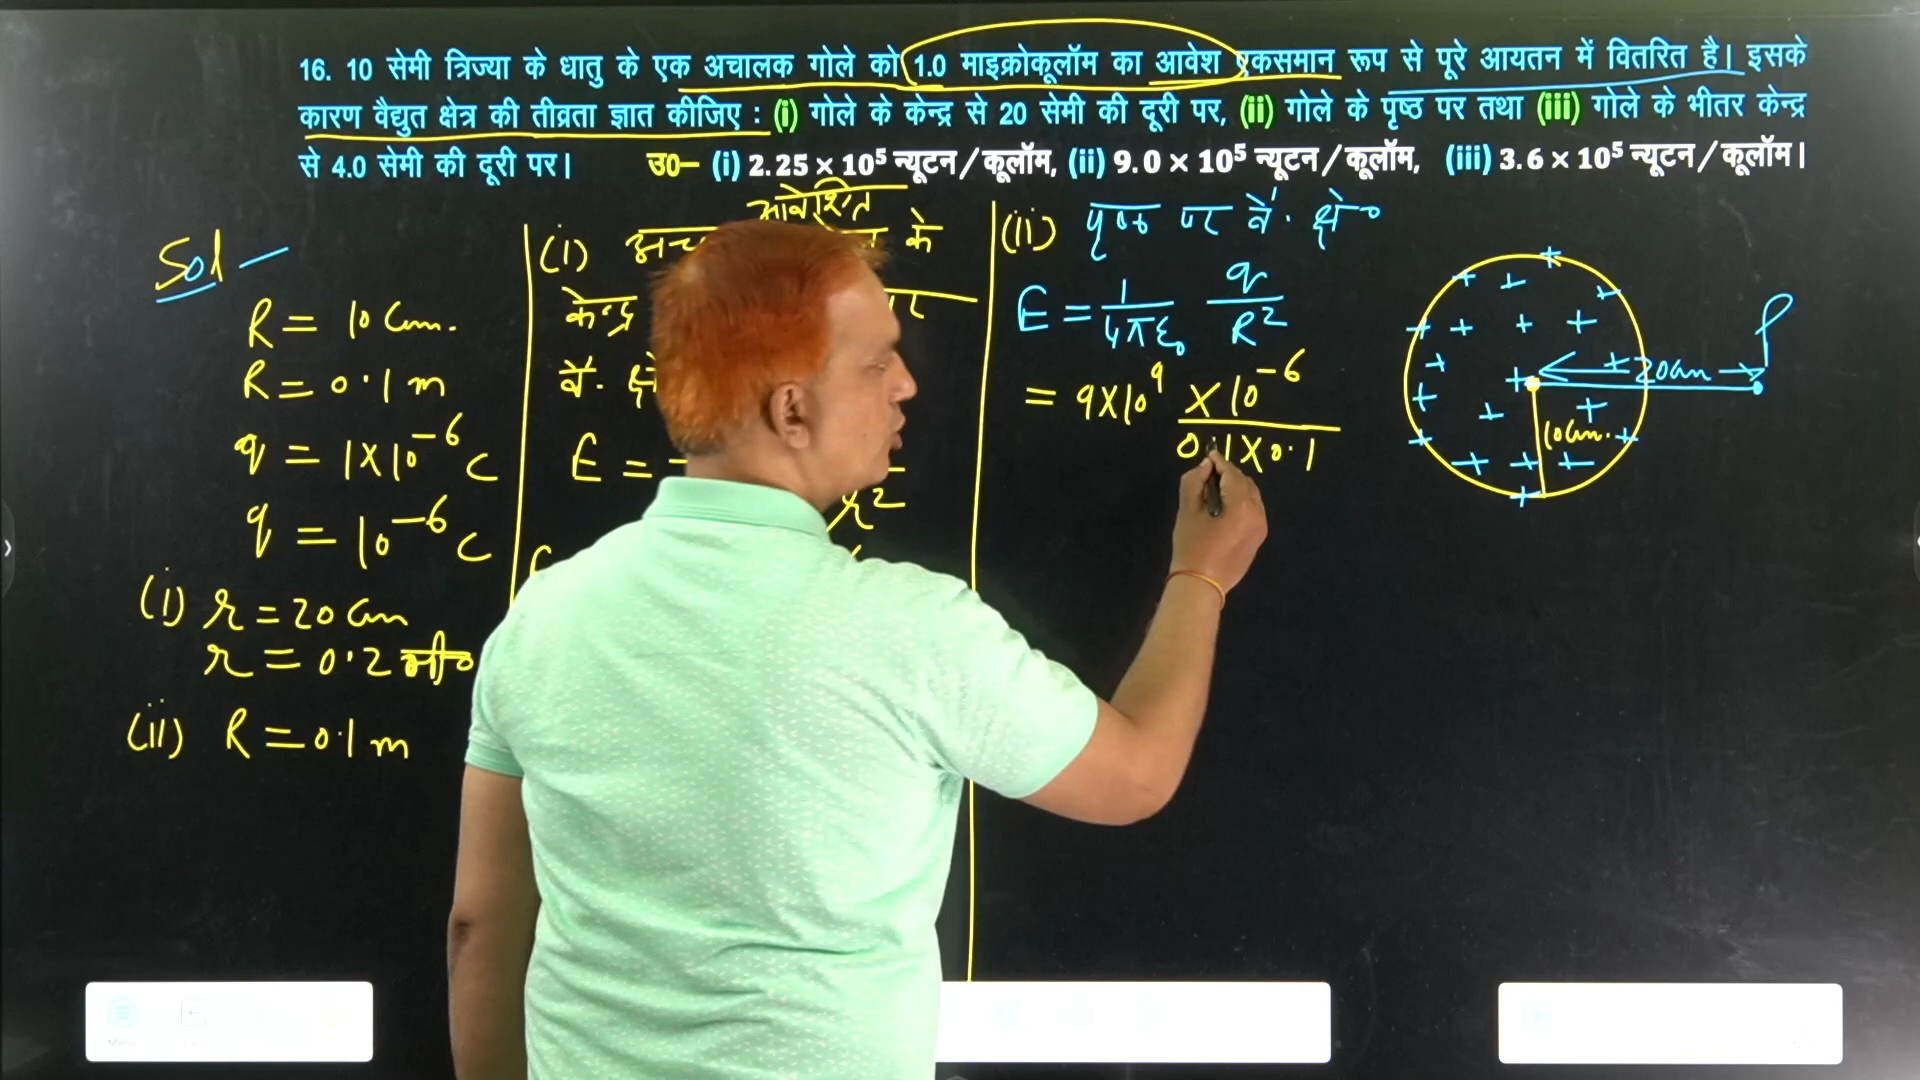 16. 10 सेमी त्रिज्या के धातु के एक अचालक गोले को 1.0 माइक्रोकूलॉम का आवेश एकसमान रूप से पूरे आयतन में वितरित है। इसके
कारण वैद्युत क्षेत्र की तीव्रता ज्ञात कीजिए : (i) गोले के केन्द्र से 20 सेमी की दूरी पर, (ii) गोले के पृष्ठ पर तथा (iii) गोले के भीतर केन्द्र
से 4.0 सेमी की दूरी पर। उ०– (i) 2.25 × 10⁵ न्यूटन/कूलॉम, (ii) 9.0 × 10⁵ न्यूटन/कूलॉम, (iii) 3.6 × 10⁵ न्यूटन/कूलॉम।
Sol –
R = 10 cm.
R = 0.1 m
q = 1×10⁻⁶ C
q = 10⁻⁶ C
(i) r = 20 cm
r = 0.2 मी०
(ii) R = 0.1 m
आवेशित
(i) के
केन्द्र
वै.
E =
r²
(ii) पृष्ठ पर वै. क्षे०
E = 1/4πε₀ q/R²
= 9×10⁹ × 10⁻⁶ / 0.1×0.1
P
20cm
10cm.